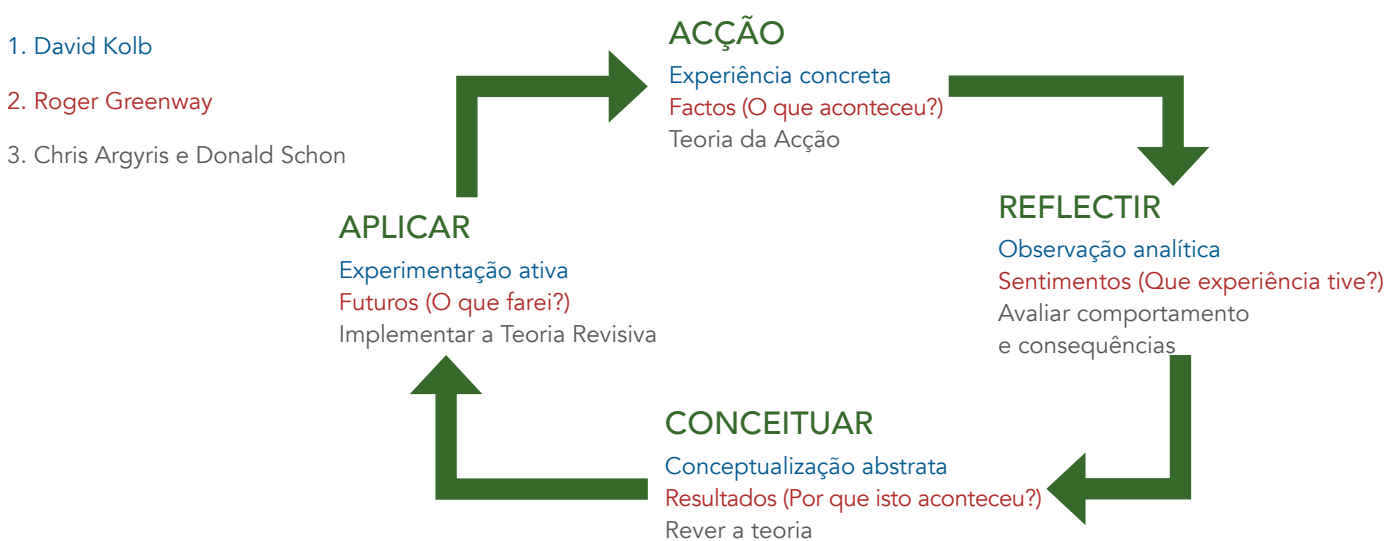 1. David Kolb
2. Roger Greenway
3. Chris Argyris e Donald Schon
ACÇÃO
Experiência concreta
Factos (O que aconteceu?)
Teoria da Acção
REFLECTIR
Observação analítica
Sentimentos (Que experiência tive?)
Avaliar comportamento
e consequências
CONCEITUAR
Conceptualização abstrata
Resultados (Por que isto aconteceu?)
Rever a teoria
APLICAR
Experimentação ativa
Futuros (O que farei?)
Implementar a Teoria Revisiva